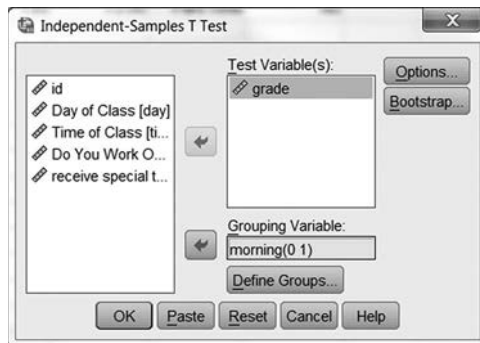 Independent-Samples T Test
Test Variable(s):
id
Day of Class [day]
Time of Class [ti...
Do You Work O...
receive special t...
grade
Options...
Bootstrap...
Grouping Variable:
morning(0 1)
Define Groups...
OK Paste Reset Cancel Help